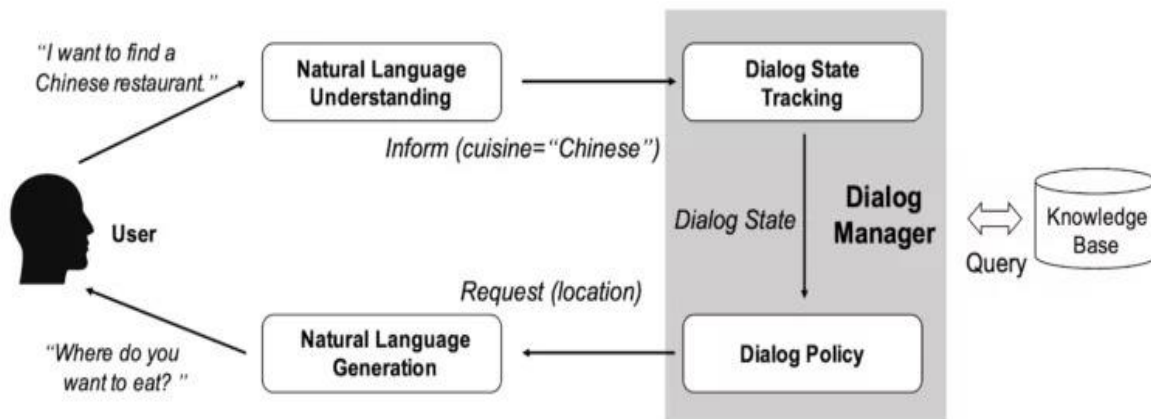 “I want to find a
Chinese restaurant.”
Natural Language
Understanding
Dialog State
Tracking
Inform (cuisine=“Chinese”)
User
Dialog State
Dialog
Manager
Knowledge
Base
Query
Request (location)
“Where do you
want to eat? ”
Natural Language
Generation
Dialog Policy